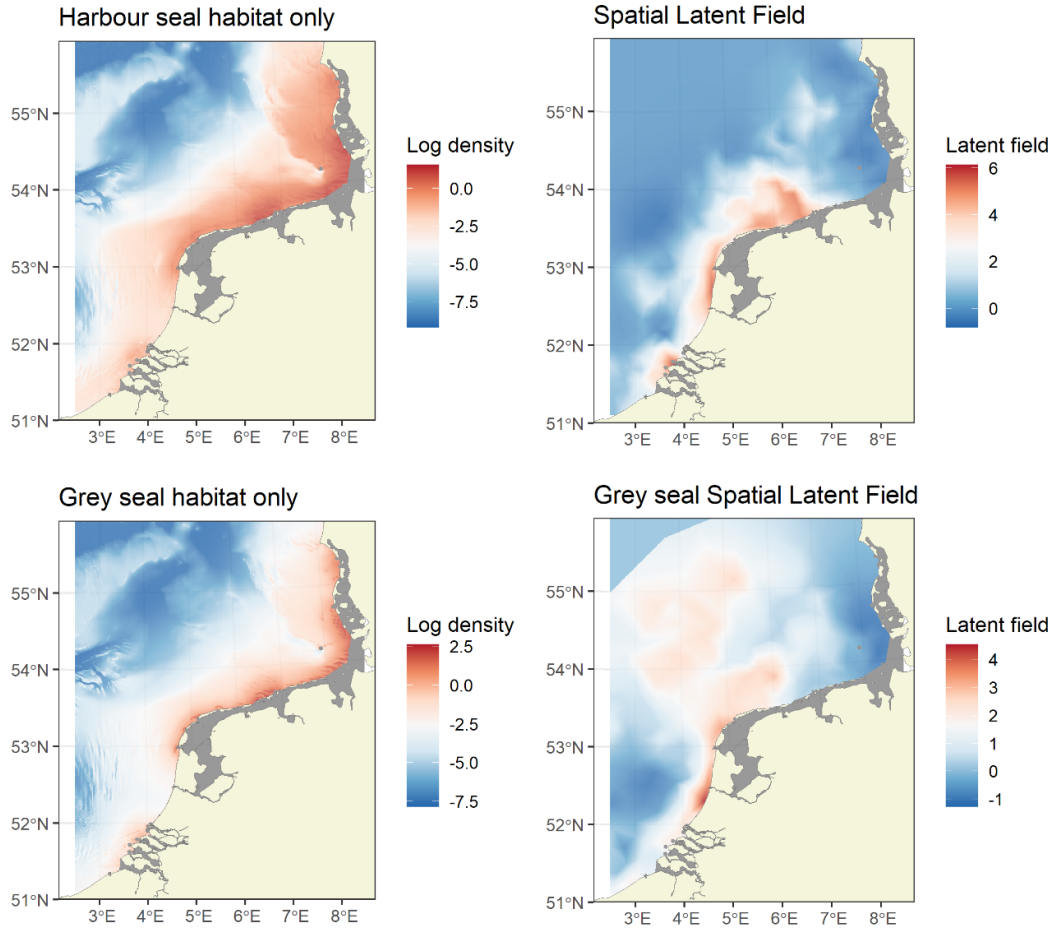 Harbour seal habitat only
55°N
54°N
53°N
52°N
51°N
3°E 4°E 5°E 6°E 7°E 8°E
Log density
0.0
-2.5
-5.0
-7.5
Spatial Latent Field
55°N
54°N
53°N
52°N
51°N
3°E 4°E 5°E 6°E 7°E 8°E
Latent field
6
4
2
0
Grey seal habitat only
55°N
54°N
53°N
52°N
51°N
3°E 4°E 5°E 6°E 7°E 8°E
Log density
2.5
0.0
-2.5
-5.0
-7.5
Grey seal Spatial Latent Field
55°N
54°N
53°N
52°N
51°N
3°E 4°E 5°E 6°E 7°E 8°E
Latent field
4
3
2
1
0
-1